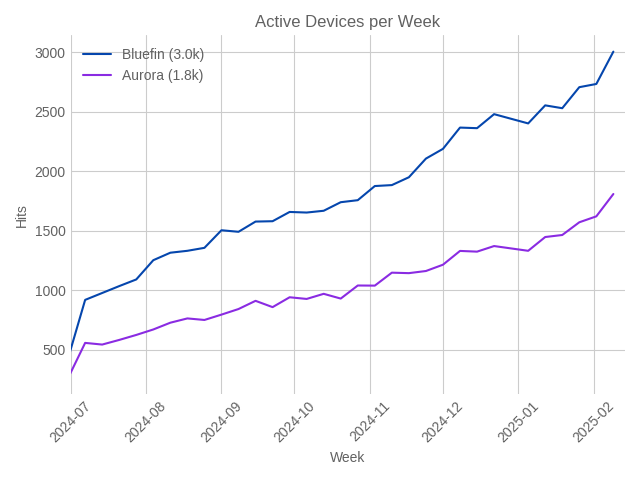 Active Devices per Week
Bluefin (3.0k)
Aurora (1.8k)
3000
2500
2000
1500
1000
500
Hits
2024-07
2024-08
2024-09
2024-10
2024-11
2024-12
2025-01
2025-02
Week